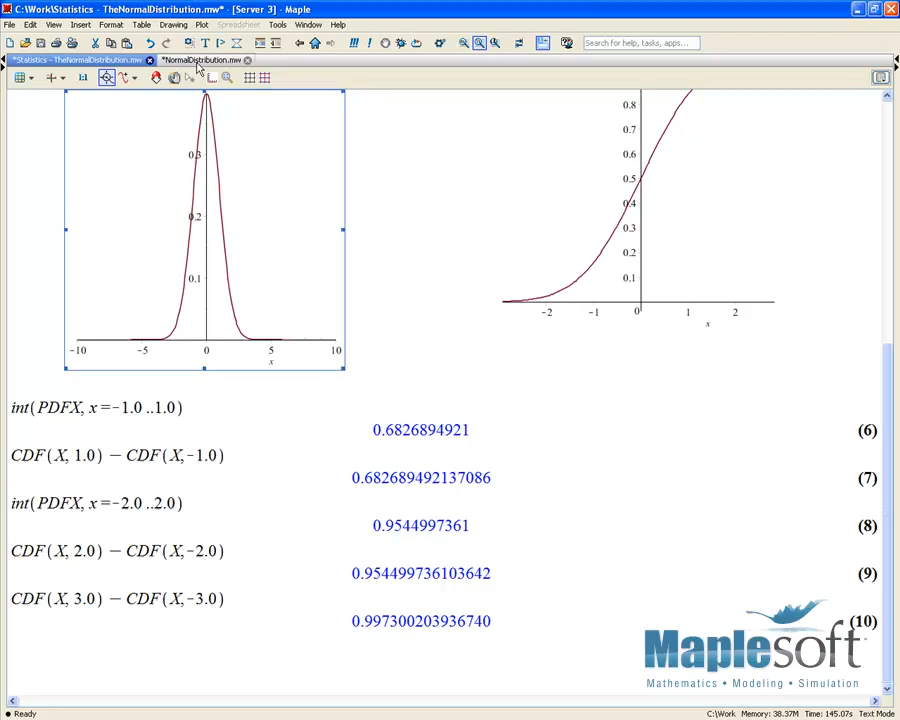 C:\Work\Statistics - TheNormalDistribution.mw* - [Server 3] - Maple
File Edit View Insert Format Table Drawing Plot Spreadsheet Tools Window Help
Search for help, tasks, apps...
*Statistics - TheNormalDistribution.mw *NormalDistribution.mw
1:1
0.3
0.2
0.1
-10 -5 0 5 10
x
0.8
0.7
0.6
0.5
0.4
0.3
0.2
0.1
-2 -1 0 1 2
x
int(PDFX, x=-1.0 ..1.0)
0.6826894921 (6)
CDF(X, 1.0) − CDF(X,-1.0)
0.682689492137086 (7)
int(PDFX, x=-2.0 ..2.0)
0.9544997361 (8)
CDF(X, 2.0) − CDF(X,-2.0)
0.954499736103642 (9)
CDF(X, 3.0) − CDF(X,-3.0)
0.997300203936740 (10)
Maplesoft
Mathematics • Modeling • Simulation
Ready C:\Work Memory: 38.37M Time: 145.07s Text Mode